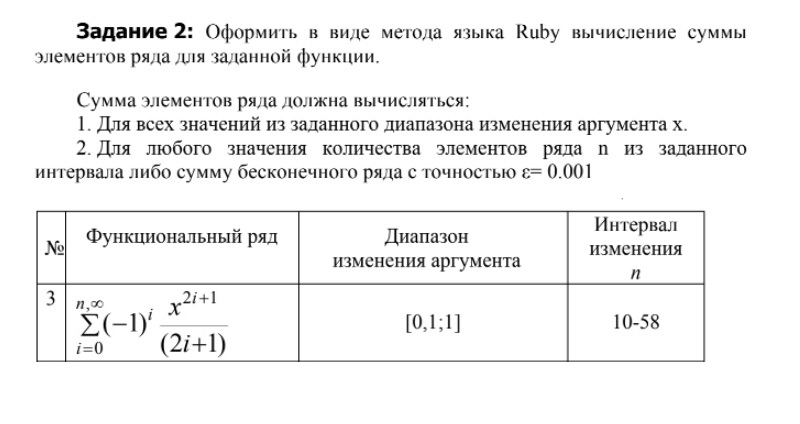 Задание 2: Оформить в виде метода языка Ruby вычисление суммы
элементов ряда для заданной функции.
Сумма элементов ряда должна вычисляться:
1. Для всех значений из заданного диапазона изменения аргумента x.
2. Для любого значения количества элементов ряда n из заданного
интервала либо сумму бесконечного ряда с точностью ε= 0.001
№ Функциональный ряд Диапазон изменения аргумента Интервал изменения n
3 n,∞ ∑ i=0 (−1)^i x^{2i+1} / (2i+1) [0,1;1] 10-58